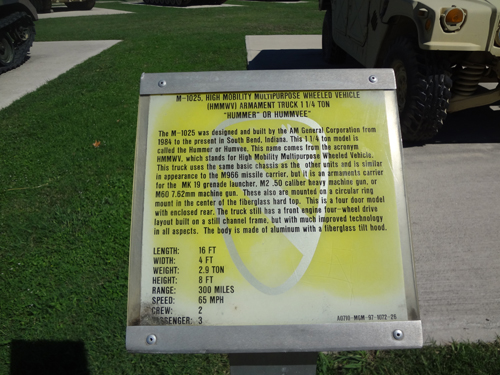 M-1025, HIGH MOBILITY MULTIPURPOSE WHEELED VEHICLE
(HMMWV) ARMAMENT TRUCK 1 1/4 TON
"HUMMER" OR HUMMVEE"
The M-1025 was designed and built by the AM General Corporation from
1984 to the present in South Bend, Indiana. This 1 1/4 ton model is
called the Hummer or Humvee. This name comes from the acronym
HMMWV, which stands for High Mobility Multipurpose Wheeled Vehicle.
This truck uses the same basic chassis as the other units and is similar
in appearance to the M966 missile carrier, but it is an armaments carrier
for the MK 19 grenade launcher, M2 .50 caliber heavy machine gun, or
M60 7.62mm machine gun. These also are mounted on a circular ring
mount in the center of the fiberglass hard top. This is a four door model
with enclosed rear. The truck still has a front engine four-wheel drive
layout built on a still channel frame, but with much improved technology
in all aspects. The body is made of aluminum with a fiberglass tilt hood.
LENGTH: 16 FT
WIDTH: 4 FT
WEIGHT: 2.9 TON
HEIGHT: 8 FT
RANGE: 300 MILES
SPEED: 65 MPH
CREW: 2
PASSENGER: 3